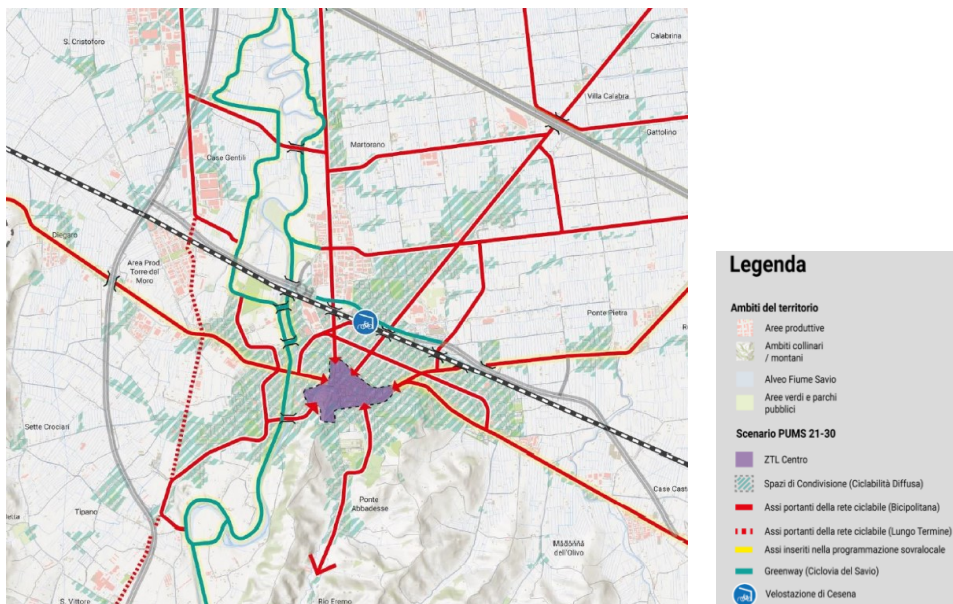 S. Cristoforo
Calabrina
Villa Calabra
Gattolino
Martorano
Case Gentili
Diegaro
Area Prod.
Torre del
Moro
Ponte Pietra
Sette Crociari
Case Cast
Ponte
Abbadesse
Tipano
Madonna
dell'Olivo
S. Vittore
Rio Eremo
Legenda
Ambiti del territorio
Aree produttive
Ambiti collinari
/ montani
Alveo Fiume Savio
Aree verdi e parchi
pubblici
Scenario PUMS 21-30
ZTL Centro
Spazi di Condivisione (Ciclabilità Diffusa)
Assi portanti della rete ciclabile (Bicipolitana)
Assi portanti della rete ciclabile (Lungo Termine)
Assi inseriti nella programmazione sovralocale
Greenway (Ciclovia del Savio)
Velostazione di Cesena